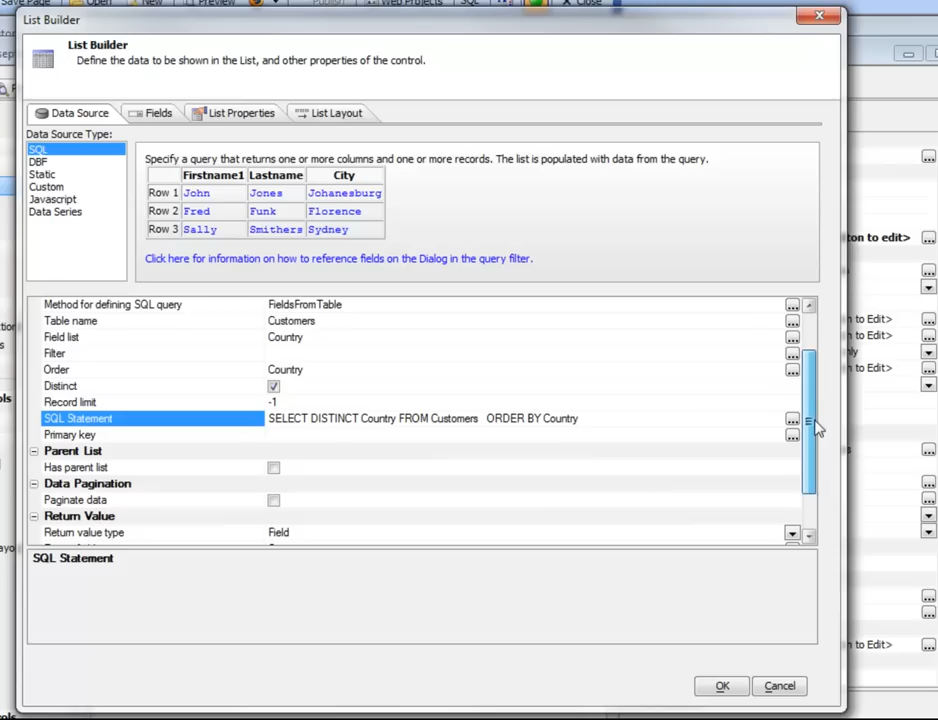 Save Page Open New Preview Publish Web Projects SQL Close
List Builder
List Builder
Define the data to be shown in the List, and other properties of the control.
Data Source Fields List Properties List Layout
Data Source Type:
SQL
DBF
Static
Custom
Javascript
Data Series
Specify a query that returns one or more columns and one or more records. The list is populated with data from the query.
Firstname1 Lastname City
Row 1 John Jones Johanesburg
Row 2 Fred Funk Florence
Row 3 Sally Smithers Sydney
Click here for information on how to reference fields on the Dialog in the query filter.
ton to edit>
Method for defining SQL query FieldsFromTable ...
Table name Customers ...
Field list Country ...
Filter ...
Order Country ...
Distinct
Record limit -1
SQL Statement SELECT DISTINCT Country FROM Customers ORDER BY Country ...
Primary key ...
Parent List
Has parent list
Data Pagination
Paginate data
Return Value
Return value type Field
n to Edit>
n to Edit>
nly
n to Edit>
n to Edit>
SQL Statement
OK Cancel